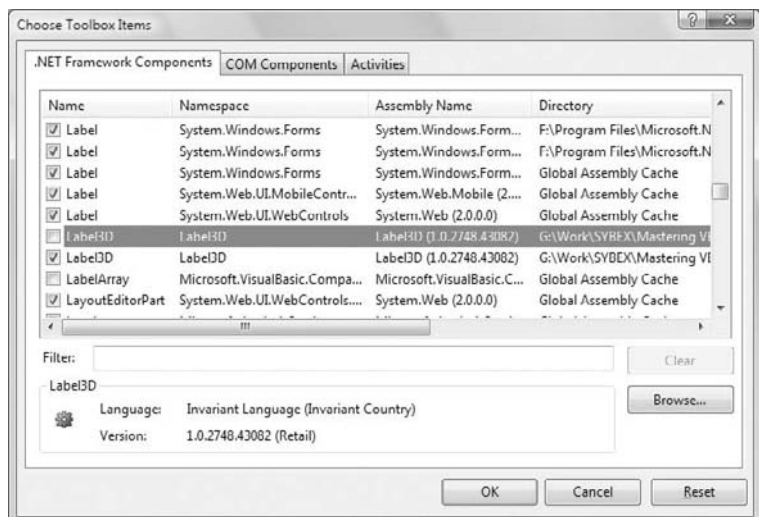 Choose Toolbox Items
.NET Framework Components COM Components Activities
Name Namespace Assembly Name Directory
Label System.Windows.Forms System.Windows.Form... F:\Program Files\Microsoft.N
Label System.Windows.Forms System.Windows.Form... F:\Program Files\Microsoft.N
Label System.Windows.Forms System.Windows.Form... Global Assembly Cache
Label System.Web.UI.MobileContr... System.Web.Mobile (2.... Global Assembly Cache
Label System.Web.UI.WebControls System.Web (2.0.0.0) Global Assembly Cache
Label3D Label3D Label3D (1.0.2748.43082) G:\Work\SYBEX\Mastering VB
Label3D Label3D Label3D (1.0.2748.43082) G:\Work\SYBEX\Mastering VB
LabelArray Microsoft.VisualBasic.Compa... Microsoft.VisualBasic.C... Global Assembly Cache
LayoutEditorPart System.Web.UI.WebControls.... System.Web (2.0.0.0) Global Assembly Cache
Filter: Clear
Label3D
Language: Invariant Language (Invariant Country) Browse...
Version: 1.0.2748.43082 (Retail)
OK Cancel Reset